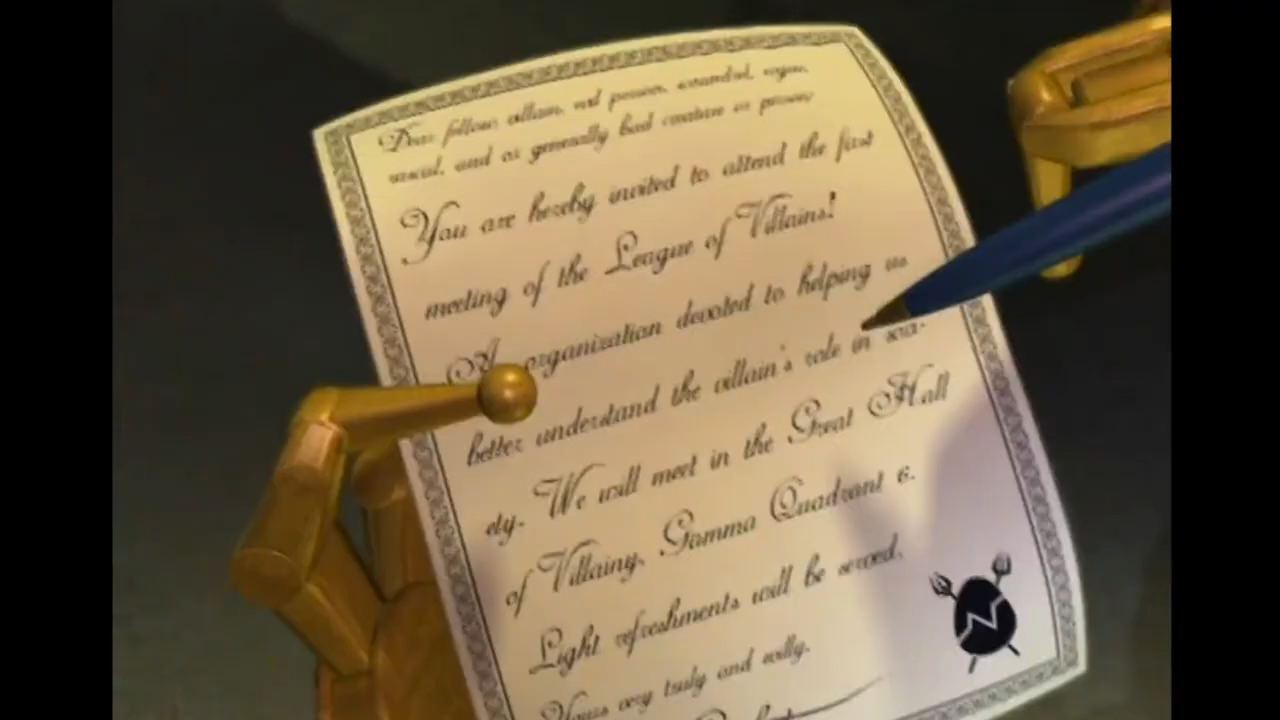 Dear fellow villain, evil person, scoundrel, rogue,
rascal, and or generally bad creature or person:
You are hereby invited to attend the first
meeting of the League of Villains!
organization devoted to helping us
better understand the villain's role in soci-
ety. We will meet in the Great Hall
of Villainy, Gamma Quadrant 6.
Light refreshments will be served.
Yours very truly and evilly,